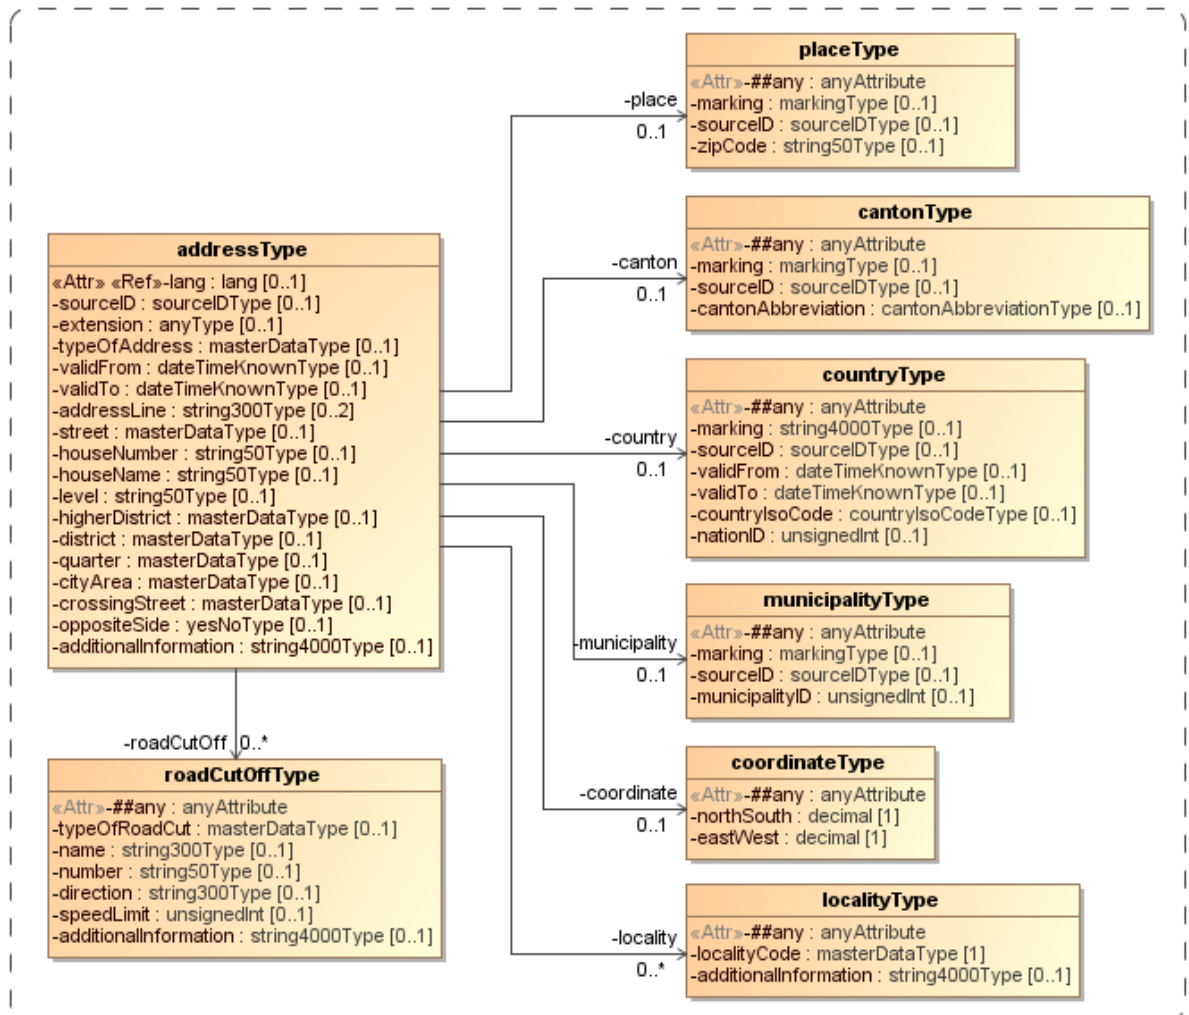 placeType
«Attr»-##any : anyAttribute
-marking : markingType [0..1]
-sourceID : sourceIDType [0..1]
-zipCode : string50Type [0..1]
-place
0..1
cantonType
«Attr»-##any : anyAttribute
-marking : markingType [0..1]
-sourceID : sourceIDType [0..1]
-cantonAbbreviation : cantonAbbreviationType [0..1]
-canton
0..1
addressType
«Attr» «Ref»-lang : lang [0..1]
-sourceID : sourceIDType [0..1]
-extension : anyType [0..1]
-typeOfAddress : masterDataType [0..1]
-validFrom : dateTimeKnownType [0..1]
-validTo : dateTimeKnownType [0..1]
-addressLine : string300Type [0..2]
-street : masterDataType [0..1]
-houseNumber : string50Type [0..1]
-houseName : string50Type [0..1]
-level : string50Type [0..1]
-higherDistrict : masterDataType [0..1]
-district : masterDataType [0..1]
-quarter : masterDataType [0..1]
-cityArea : masterDataType [0..1]
-crossingStreet : masterDataType [0..1]
-oppositeSide : yesNoType [0..1]
-additionalInformation : string4000Type [0..1]
countryType
«Attr»-##any : anyAttribute
-marking : string4000Type [0..1]
-sourceID : sourceIDType [0..1]
-validFrom : dateTimeKnownType [0..1]
-validTo : dateTimeKnownType [0..1]
-countryIsoCode : countryIsoCodeType [0..1]
-nationID : unsignedInt [0..1]
-country
0..1
municipalityType
«Attr»-##any : anyAttribute
-marking : markingType [0..1]
-sourceID : sourceIDType [0..1]
-municipalityID : unsignedInt [0..1]
-municipality
0..1
-roadCutOff 0..*
roadCutOffType
«Attr»-##any : anyAttribute
-typeOfRoadCut : masterDataType [0..1]
-name : string300Type [0..1]
-number : string50Type [0..1]
-direction : string300Type [0..1]
-speedLimit : unsignedInt [0..1]
-additionalInformation : string4000Type [0..1]
coordinateType
«Attr»-##any : anyAttribute
-northSouth : decimal [1]
-eastWest : decimal [1]
-coordinate
0..1
localityType
«Attr»-##any : anyAttribute
-localityCode : masterDataType [1]
-additionalInformation : string4000Type [0..1]
-locality
0..*